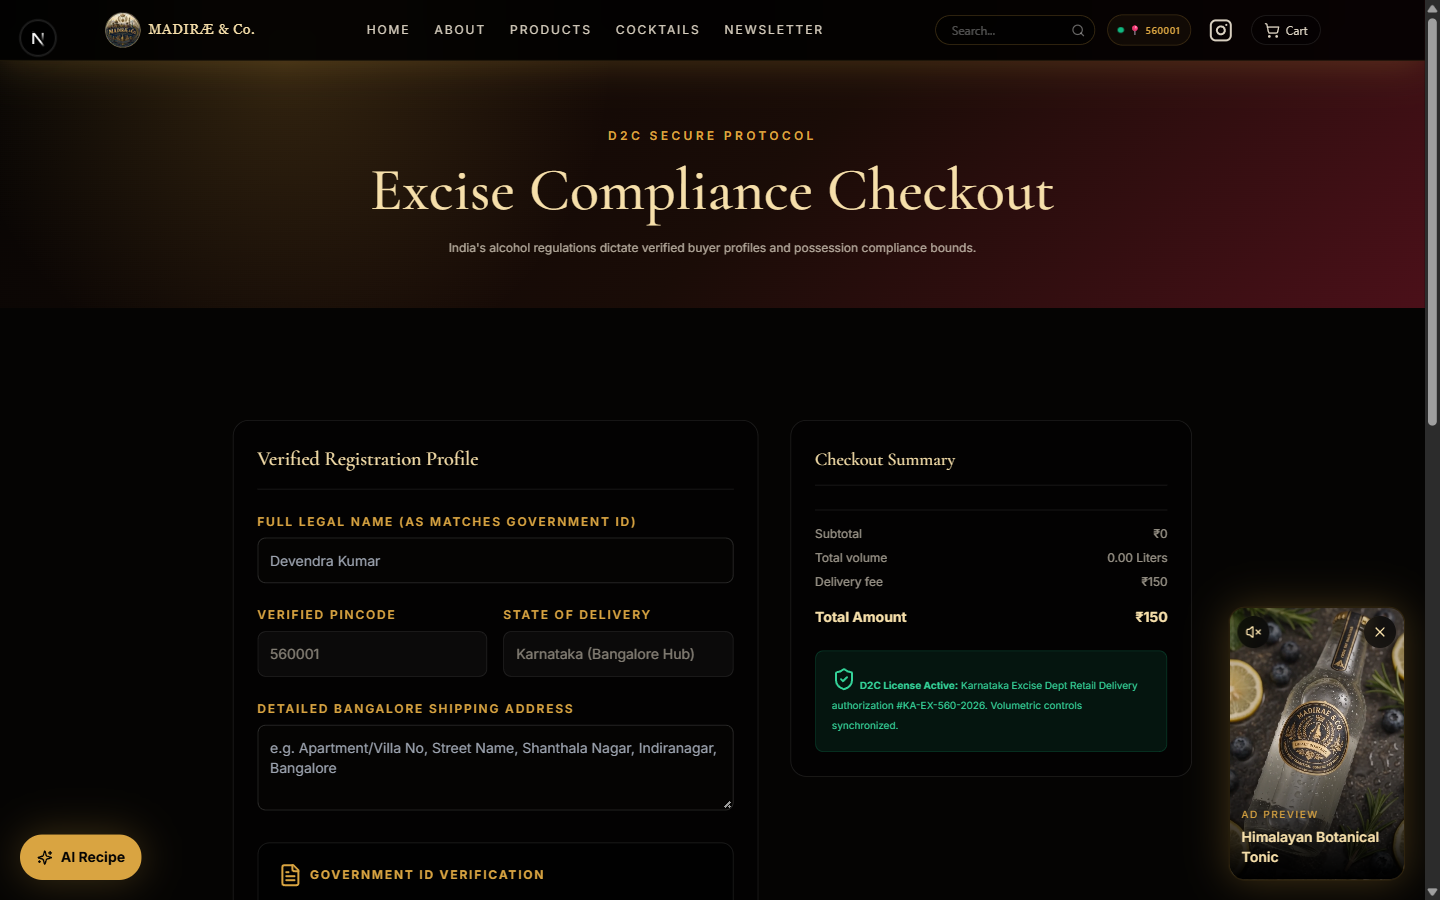 N
MADIRÆ & Co.
HOME
ABOUT
PRODUCTS
COCKTAILS
NEWSLETTER
Search...
560001
Cart
D2C SECURE PROTOCOL
Excise Compliance Checkout
India's alcohol regulations dictate verified buyer profiles and possession compliance bounds.
Verified Registration Profile
FULL LEGAL NAME (AS MATCHES GOVERNMENT ID)
Devendra Kumar
VERIFIED PINCODE
STATE OF DELIVERY
560001
Karnataka (Bangalore Hub)
DETAILED BANGALORE SHIPPING ADDRESS
e.g. Apartment/Villa No, Street Name, Shanthala Nagar, Indiranagar,
Bangalore
GOVERNMENT ID VERIFICATION
Checkout Summary
Subtotal ₹0
Total volume 0.00 Liters
Delivery fee ₹150
Total Amount ₹150
D2C License Active: Karnataka Excise Dept Retail Delivery
authorization #KA-EX-560-2026. Volumetric controls
synchronized.
MADIRAE & CO.
AD PREVIEW
Himalayan Botanical
Tonic
AI Recipe